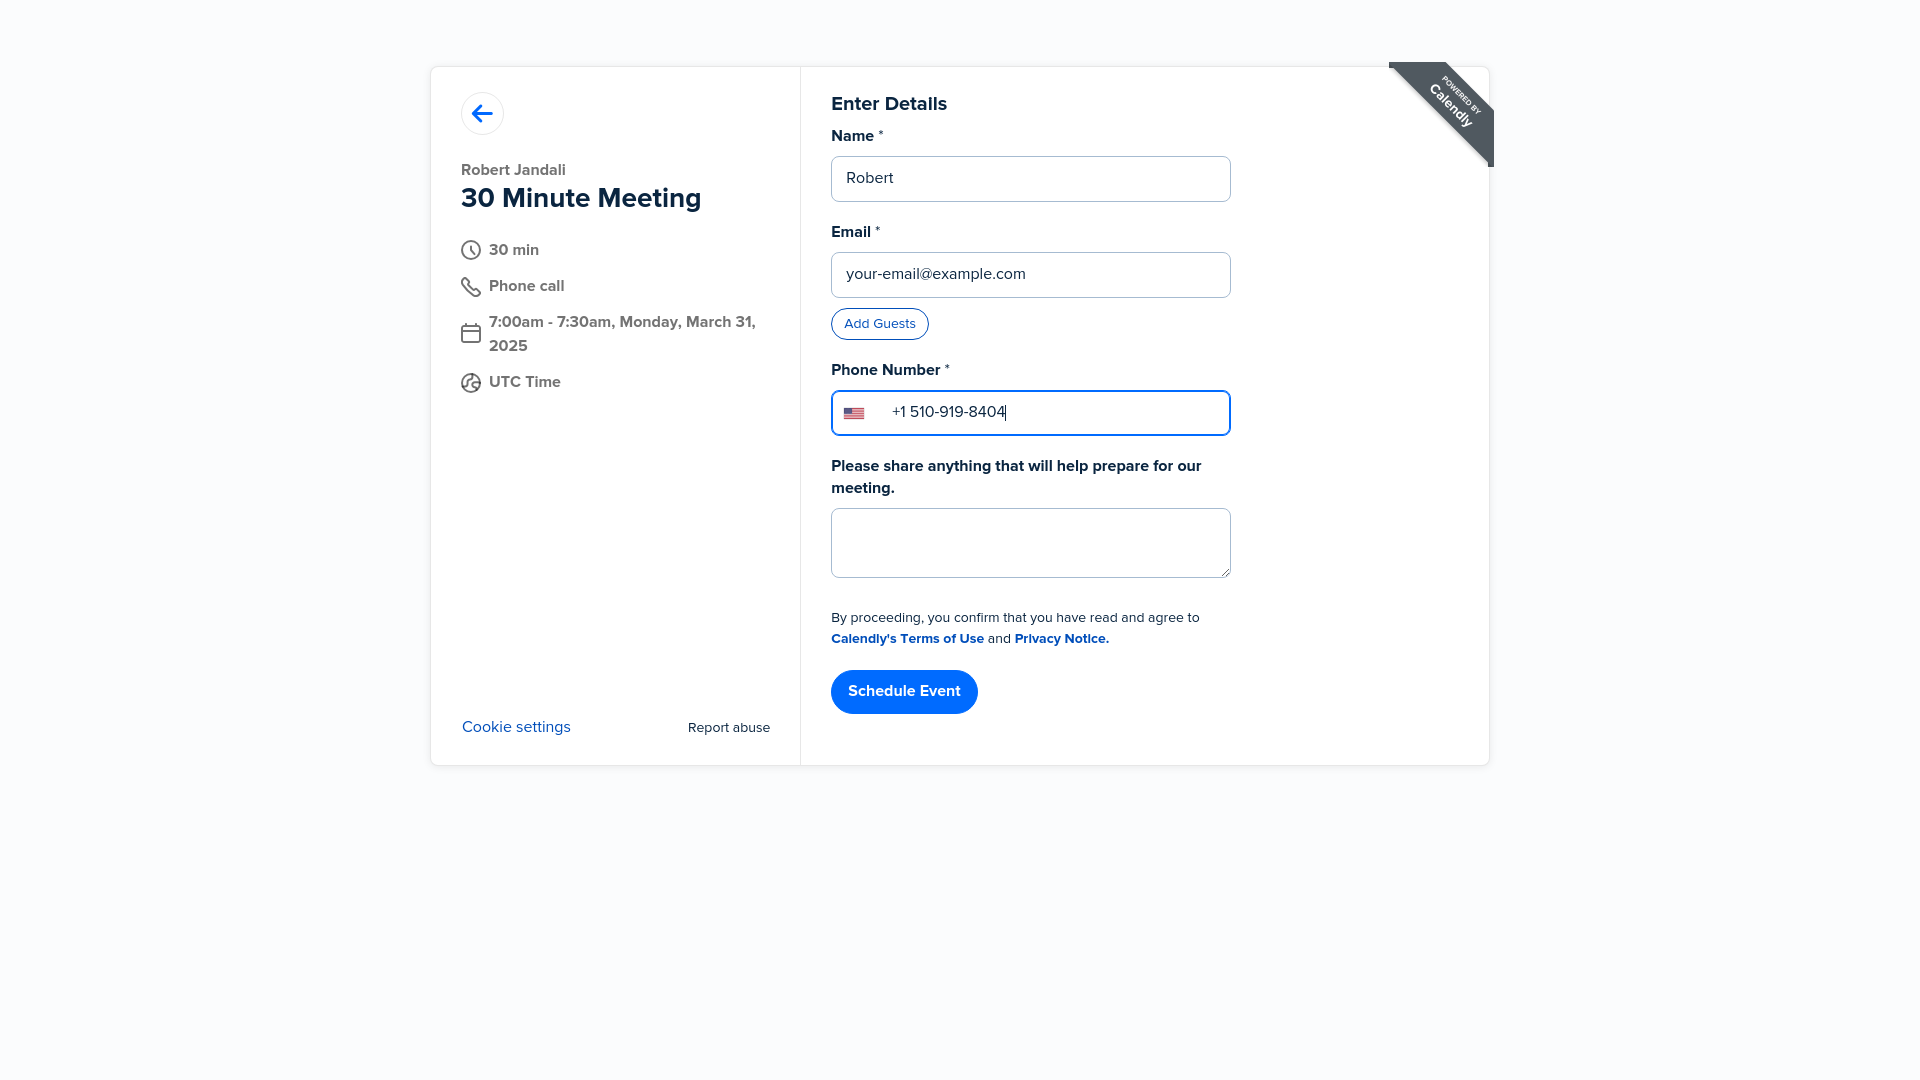 Robert Jandali
30 Minute Meeting
30 min
Phone call
7:00am - 7:30am, Monday, March 31,
2025
UTC Time
Cookie settings
Report abuse
Enter Details
Name *
Robert
Email *
your-email@example.com
Add Guests
Phone Number *
+1 510-919-8404
Please share anything that will help prepare for our
meeting.
By proceeding, you confirm that you have read and agree to
Calendly's Terms of Use and Privacy Notice.
Schedule Event
POWERED BY
Calendly